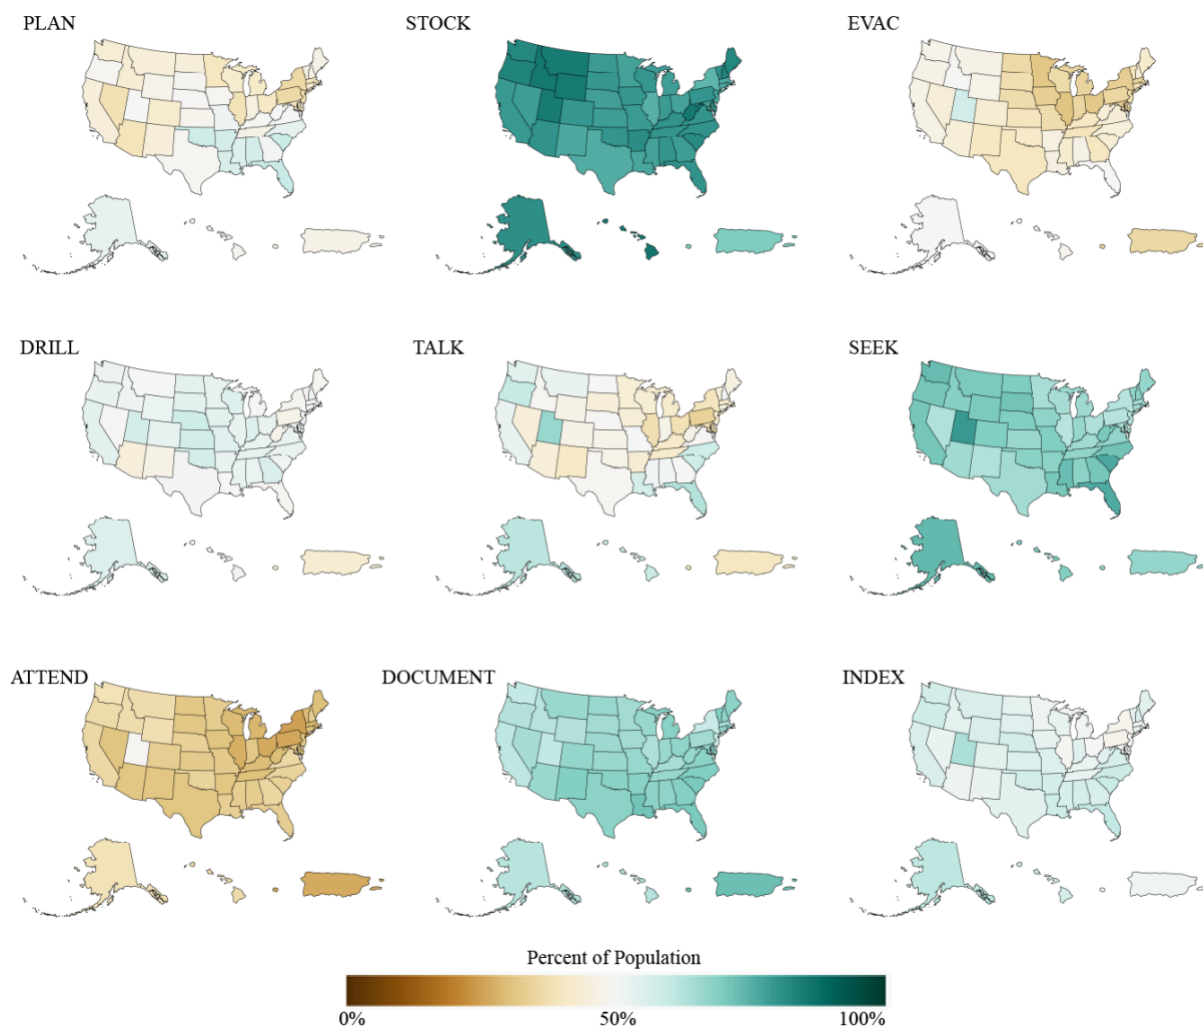 PLAN
STOCK
EVAC
DRILL
TALK
SEEK
ATTEND
DOCUMENT
INDEX
Percent of Population
0%
50%
100%